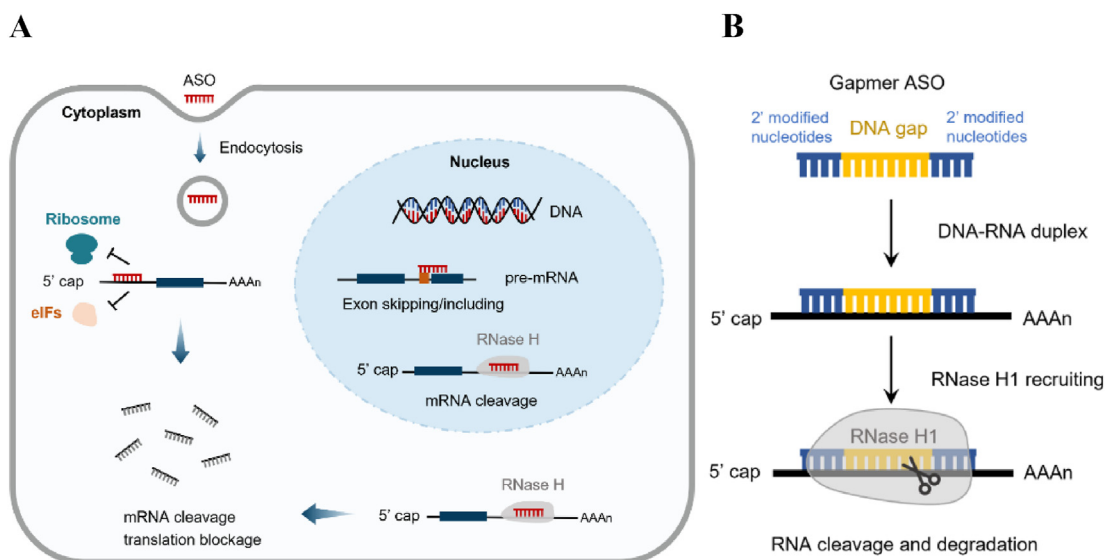 A
ASO
Cytoplasm
Endocytosis
Ribosome
5' cap
AAAn
eIFs
Nucleus
DNA
pre-mRNA
Exon skipping/including
RNase H
5' cap
AAAn
mRNA cleavage
mRNA cleavage
translation blockage
RNase H
5' cap
AAAn
B
Gapmer ASO
2' modified
nucleotides
DNA gap
2' modified
nucleotides
DNA-RNA duplex
5' cap
AAAn
RNase H1 recruiting
RNase H1
5' cap
AAAn
RNA cleavage and degradation